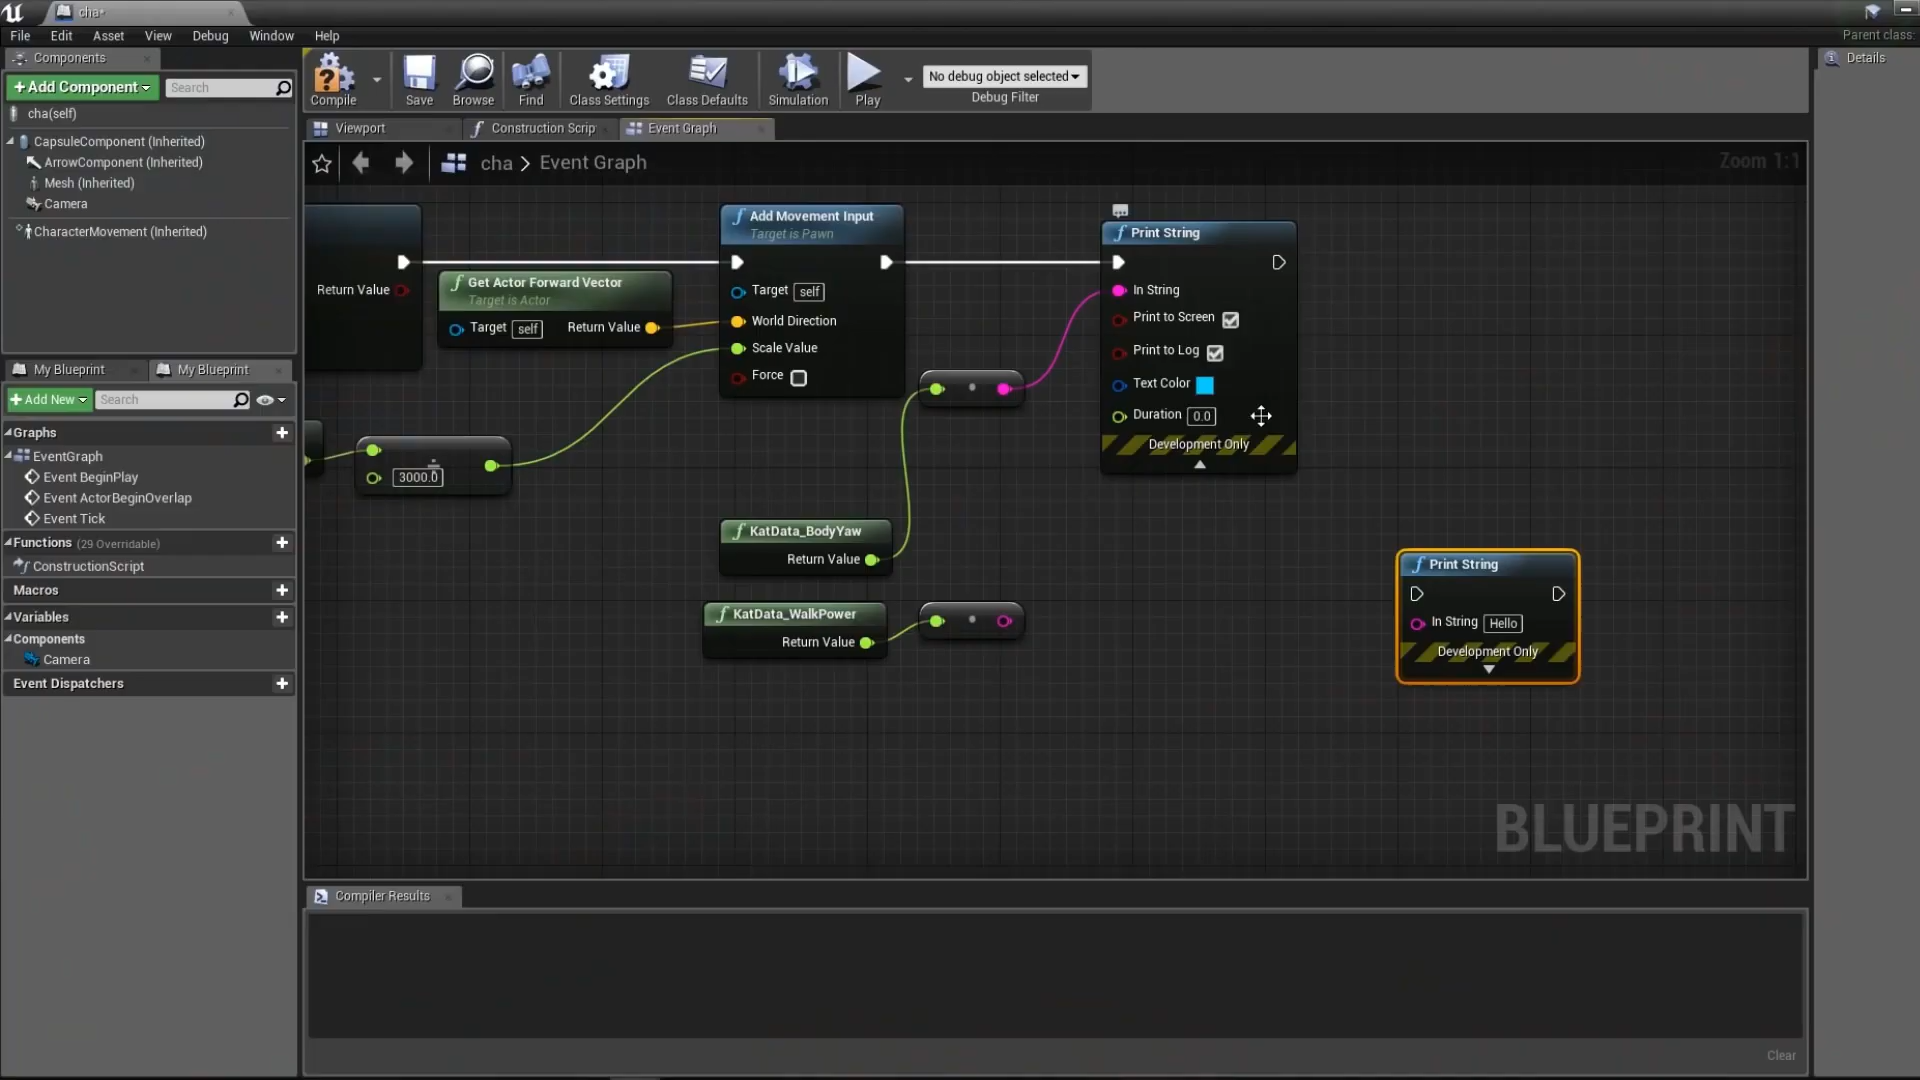 cha*
File Edit Asset View Debug Window Help
Parent class:
Components
+Add Component
Search
cha(self)
CapsuleComponent (Inherited)
ArrowComponent (Inherited)
Mesh (Inherited)
Camera
CharacterMovement (Inherited)
My Blueprint
My Blueprint
+Add New
Search
Graphs
EventGraph
Event BeginPlay
Event ActorBeginOverlap
Event Tick
Functions (29 Overridable)
ConstructionScript
Macros
Variables
Components
Camera
Event Dispatchers
Compile
Save
Browse
Find
Class Settings
Class Defaults
Simulation
Play
No debug object selected
Debug Filter
Details
Viewport
Construction Scrip
Event Graph
cha > Event Graph
Zoom 1:1
Return Value
Get Actor Forward Vector
Target is Actor
Target self
Return Value
Add Movement Input
Target is Pawn
Target self
World Direction
Scale Value
Force
3000.0
Print String
In String
Print to Screen
Print to Log
Text Color
Duration 0.0
Development Only
KatData_BodyYaw
Return Value
KatData_WalkPower
Return Value
Print String
In String Hello
Development Only
BLUEPRINT
Compiler Results
Clear